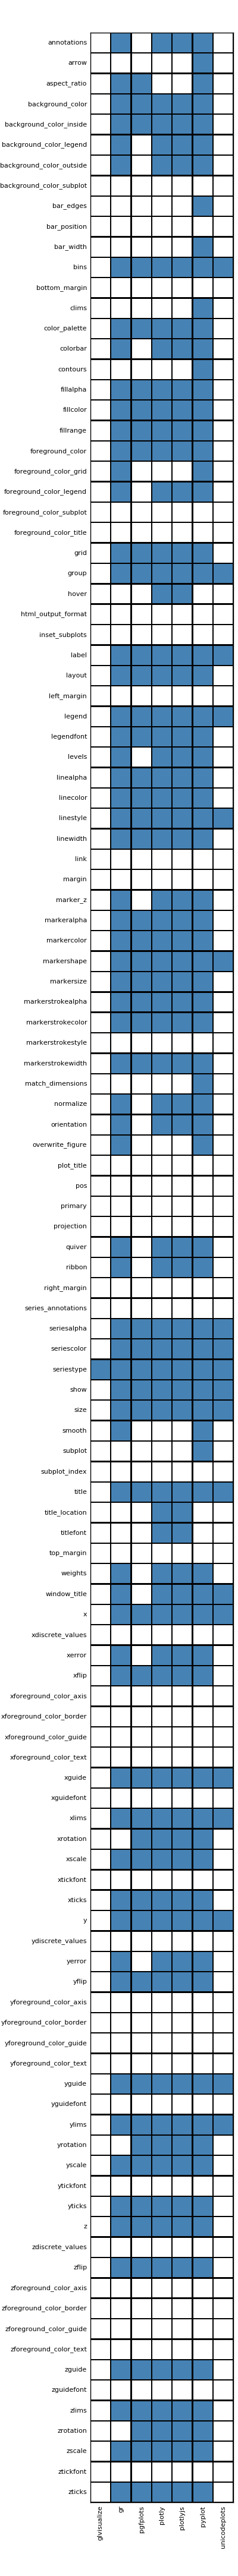 annotations
arrow
aspect_ratio
background_color
background_color_inside
background_color_legend
background_color_outside
background_color_subplot
bar_edges
bar_position
bar_width
bins
bottom_margin
clims
color_palette
colorbar
contours
fillalpha
fillcolor
fillrange
foreground_color
foreground_color_grid
foreground_color_legend
foreground_color_subplot
foreground_color_title
grid
group
hover
html_output_format
inset_subplots
label
layout
left_margin
legend
legendfont
levels
linealpha
linecolor
linestyle
linewidth
link
margin
marker_z
markeralpha
markercolor
markershape
markersize
markerstrokealpha
markerstrokecolor
markerstrokestyle
markerstrokewidth
match_dimensions
normalize
orientation
overwrite_figure
plot_title
pos
primary
projection
quiver
ribbon
right_margin
series_annotations
seriesalpha
seriescolor
seriestype
show
size
smooth
subplot
subplot_index
title
title_location
titlefont
top_margin
weights
window_title
x
xdiscrete_values
xerror
xflip
xforeground_color_axis
xforeground_color_border
xforeground_color_guide
xforeground_color_text
xguide
xguidefont
xlims
xrotation
xscale
xtickfont
xticks
y
ydiscrete_values
yerror
yflip
yforeground_color_axis
yforeground_color_border
yforeground_color_guide
yforeground_color_text
yguide
yguidefont
ylims
yrotation
yscale
ytickfont
yticks
z
zdiscrete_values
zflip
zforeground_color_axis
zforeground_color_border
zforeground_color_guide
zforeground_color_text
zguide
zguidefont
zlims
zrotation
zscale
ztickfont
zticks
glvisualize
gr
pgfplots
plotly
plotlyjs
pyplot
unicodeplots